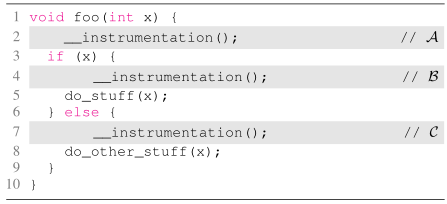 1 void foo(int x) {
2     __instrumentation(); // A
3   if (x) {
4       __instrumentation(); // B
5     do_stuff(x);
6   } else {
7       __instrumentation(); // C
8     do_other_stuff(x);
9   }
10 }